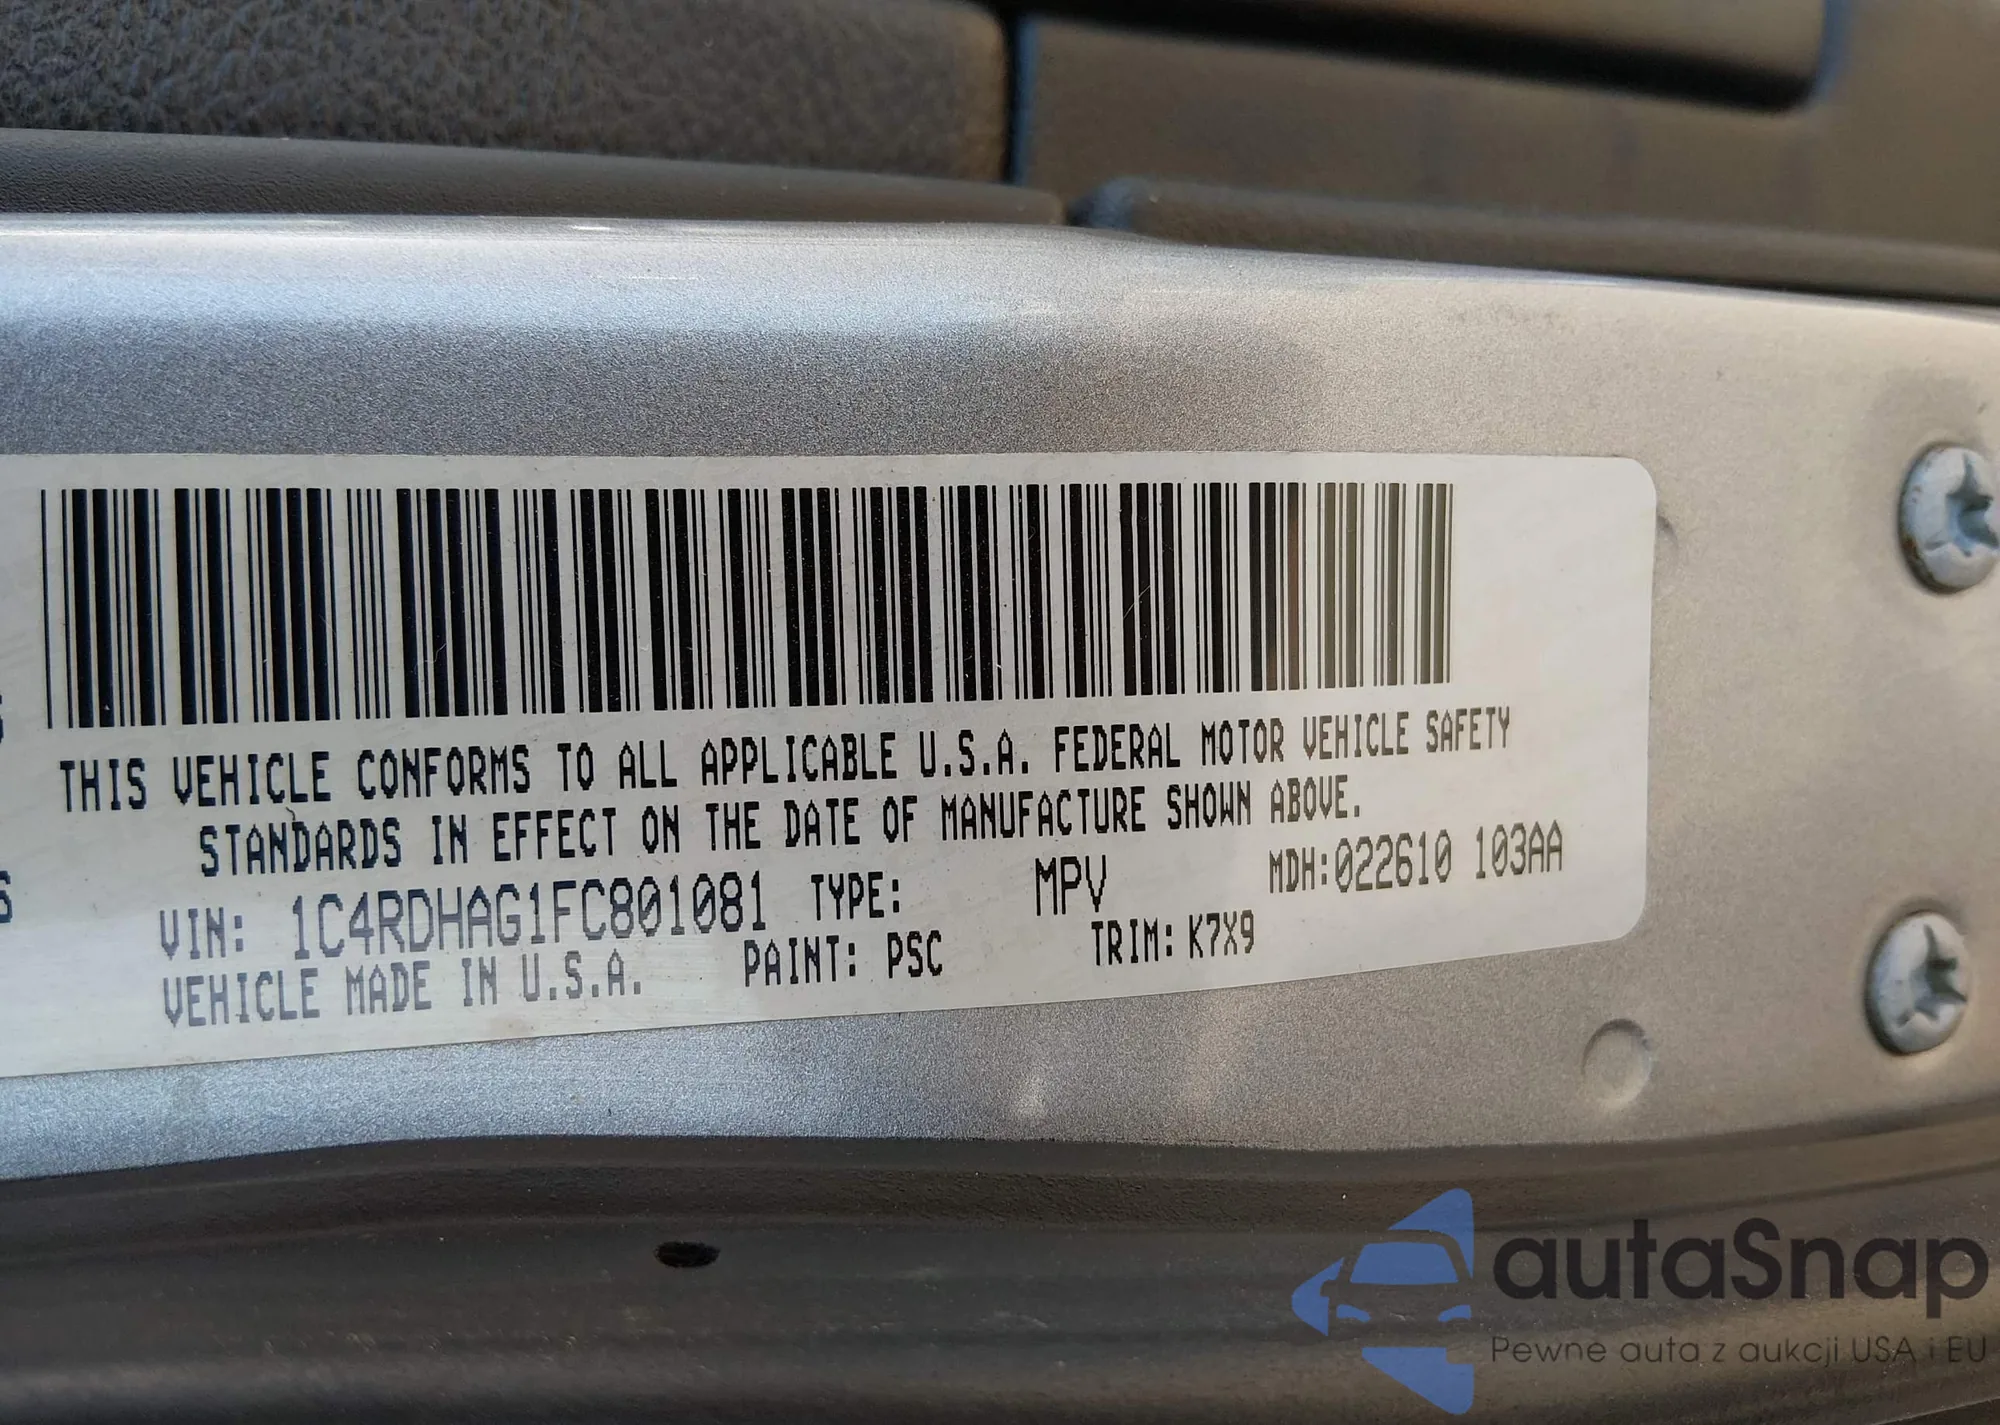 THIS VEHICLE CONFORMS TO ALL APPLICABLE U.S.A. FEDERAL MOTOR VEHICLE SAFETY
STANDARDS IN EFFECT ON THE DATE OF MANUFACTURE SHOWN ABOVE.
VIN: 1C4RDHAG1FC801081 TYPE: MPV MDH:022610 103AA
VEHICLE MADE IN U.S.A. PAINT: PSC TRIM: K7X9
autaSnap
Pewne auta z aukcji USA i EU